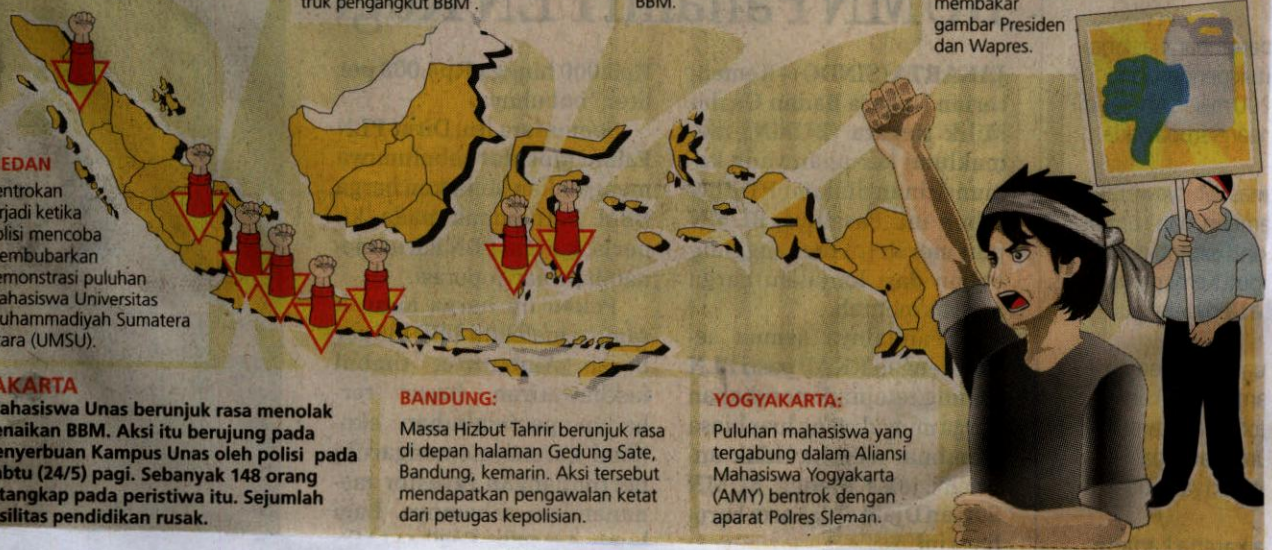 truk pengangkut BBM .
BBM.
membakar
gambar Presiden
dan Wapres.
EDAN
entrokan
rjadi ketika
olisi mencoba
embubarkan
emonstrasi puluhan
ahasiswa Universitas
uhammadiyah Sumatera
ara (UMSU).
AKARTA
ahasiswa Unas berunjuk rasa menolak
enaikan BBM. Aksi itu berujung pada
enyerbuan Kampus Unas oleh polisi pada
abtu (24/5) pagi. Sebanyak 148 orang
tangkap pada peristiwa itu. Sejumlah
silitas pendidikan rusak.
BANDUNG:
Massa Hizbut Tahrir berunjuk rasa
di depan halaman Gedung Sate,
Bandung, kemarin. Aksi tersebut
mendapatkan pengawalan ketat
dari petugas kepolisian.
YOGYAKARTA:
Puluhan mahasiswa yang
tergabung dalam Aliansi
Mahasiswa Yogyakarta
(AMY) bentrok dengan
aparat Polres Sleman.